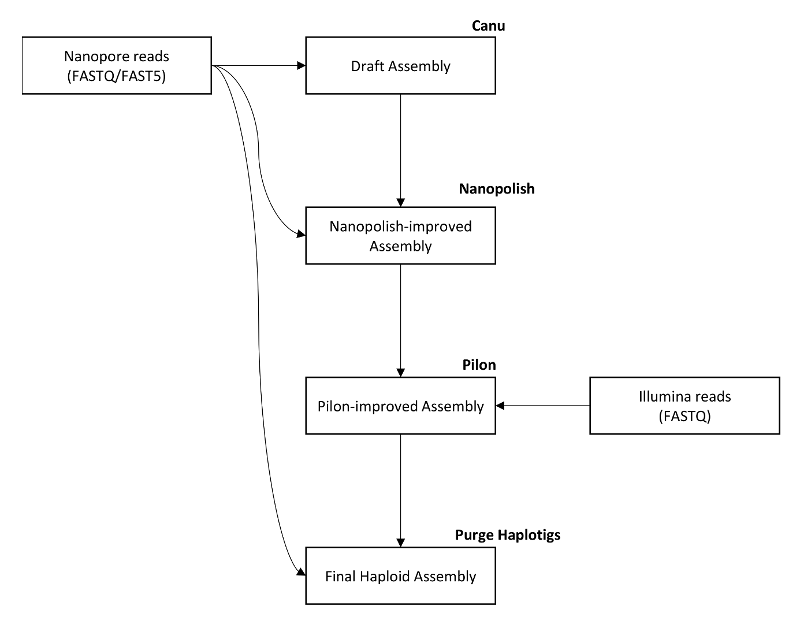 Canu
Nanopore reads
(FASTQ/FAST5)
Draft Assembly
Nanopolish
Nanopolish-improved
Assembly
Pilon
Pilon-improved Assembly
Illumina reads
(FASTQ)
Purge Haplotigs
Final Haploid Assembly